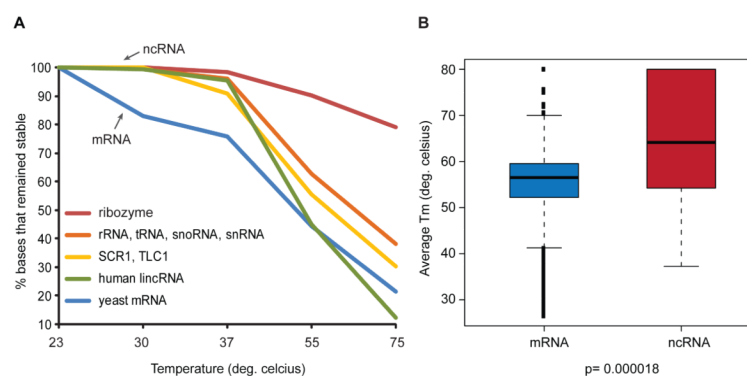 A
ncRNA
100
90
80
70
60
50
40
30
20
10
mRNA
ribozyme
rRNA, tRNA, snoRNA, snRNA
SCR1, TLC1
human lincRNA
yeast mRNA
% bases that remained stable
23 30 37 55 75
Temperature (deg. celcius)
B
80
70
60
50
40
30
Average Tm (deg. celsius)
mRNA ncRNA
p= 0.000018